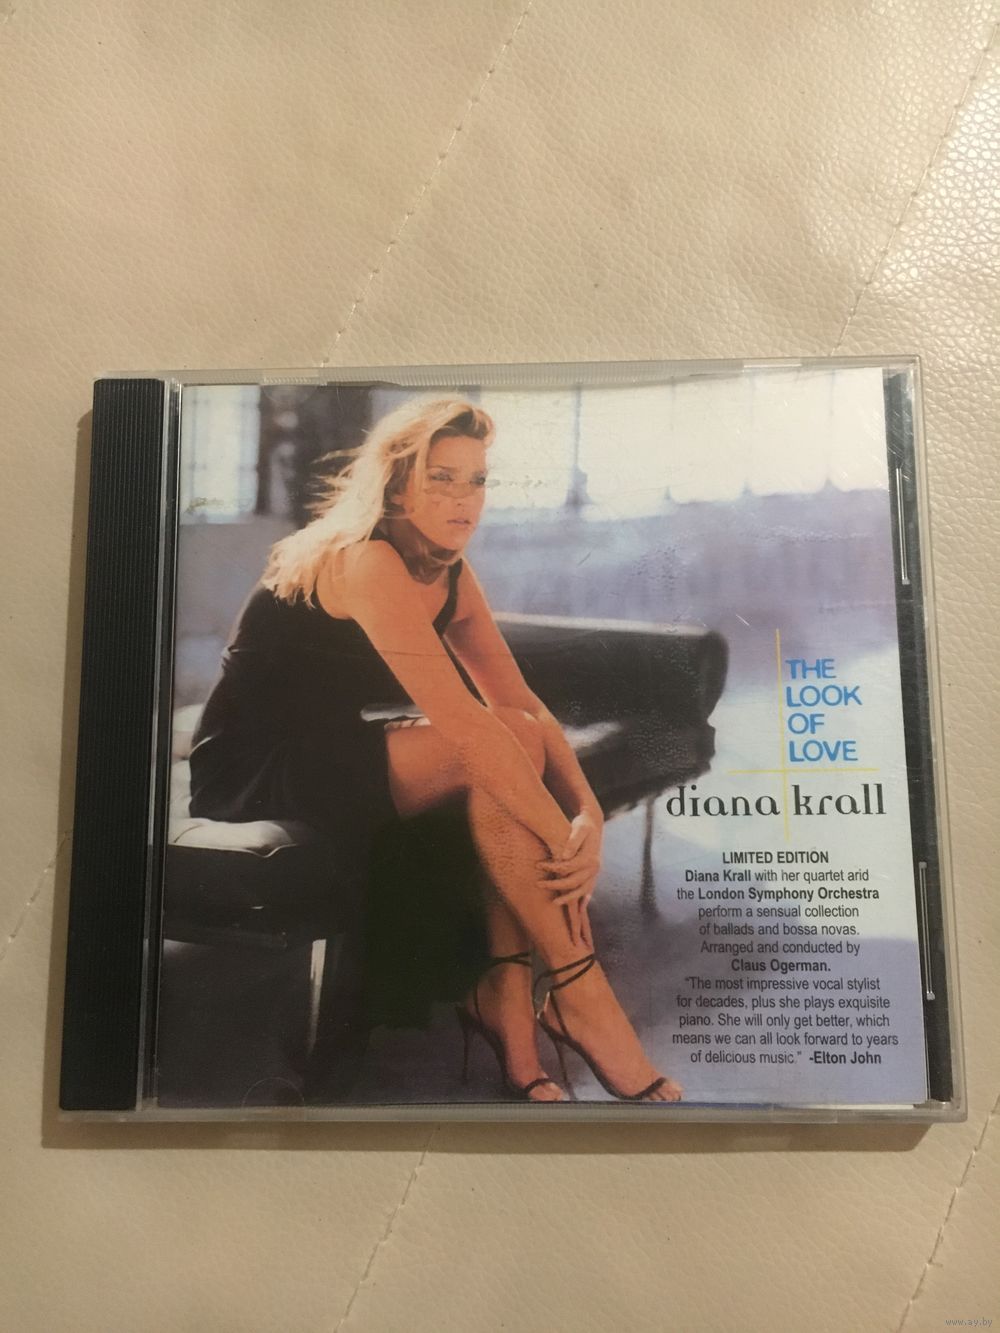 THE
LOOK
OF
LOVE
diana krall
LIMITED EDITION
Diana Krall with her quartet arid
the London Symphony Orchestra
perform a sensual collection
of ballads and bossa novas.
Arranged and conducted by
Claus Ogerman.
"The most impressive vocal stylist
for decades, plus she plays exquisite
piano. She will only get better, which
means we can all look forward to years
of delicious music." -Elton John
www.ay.by